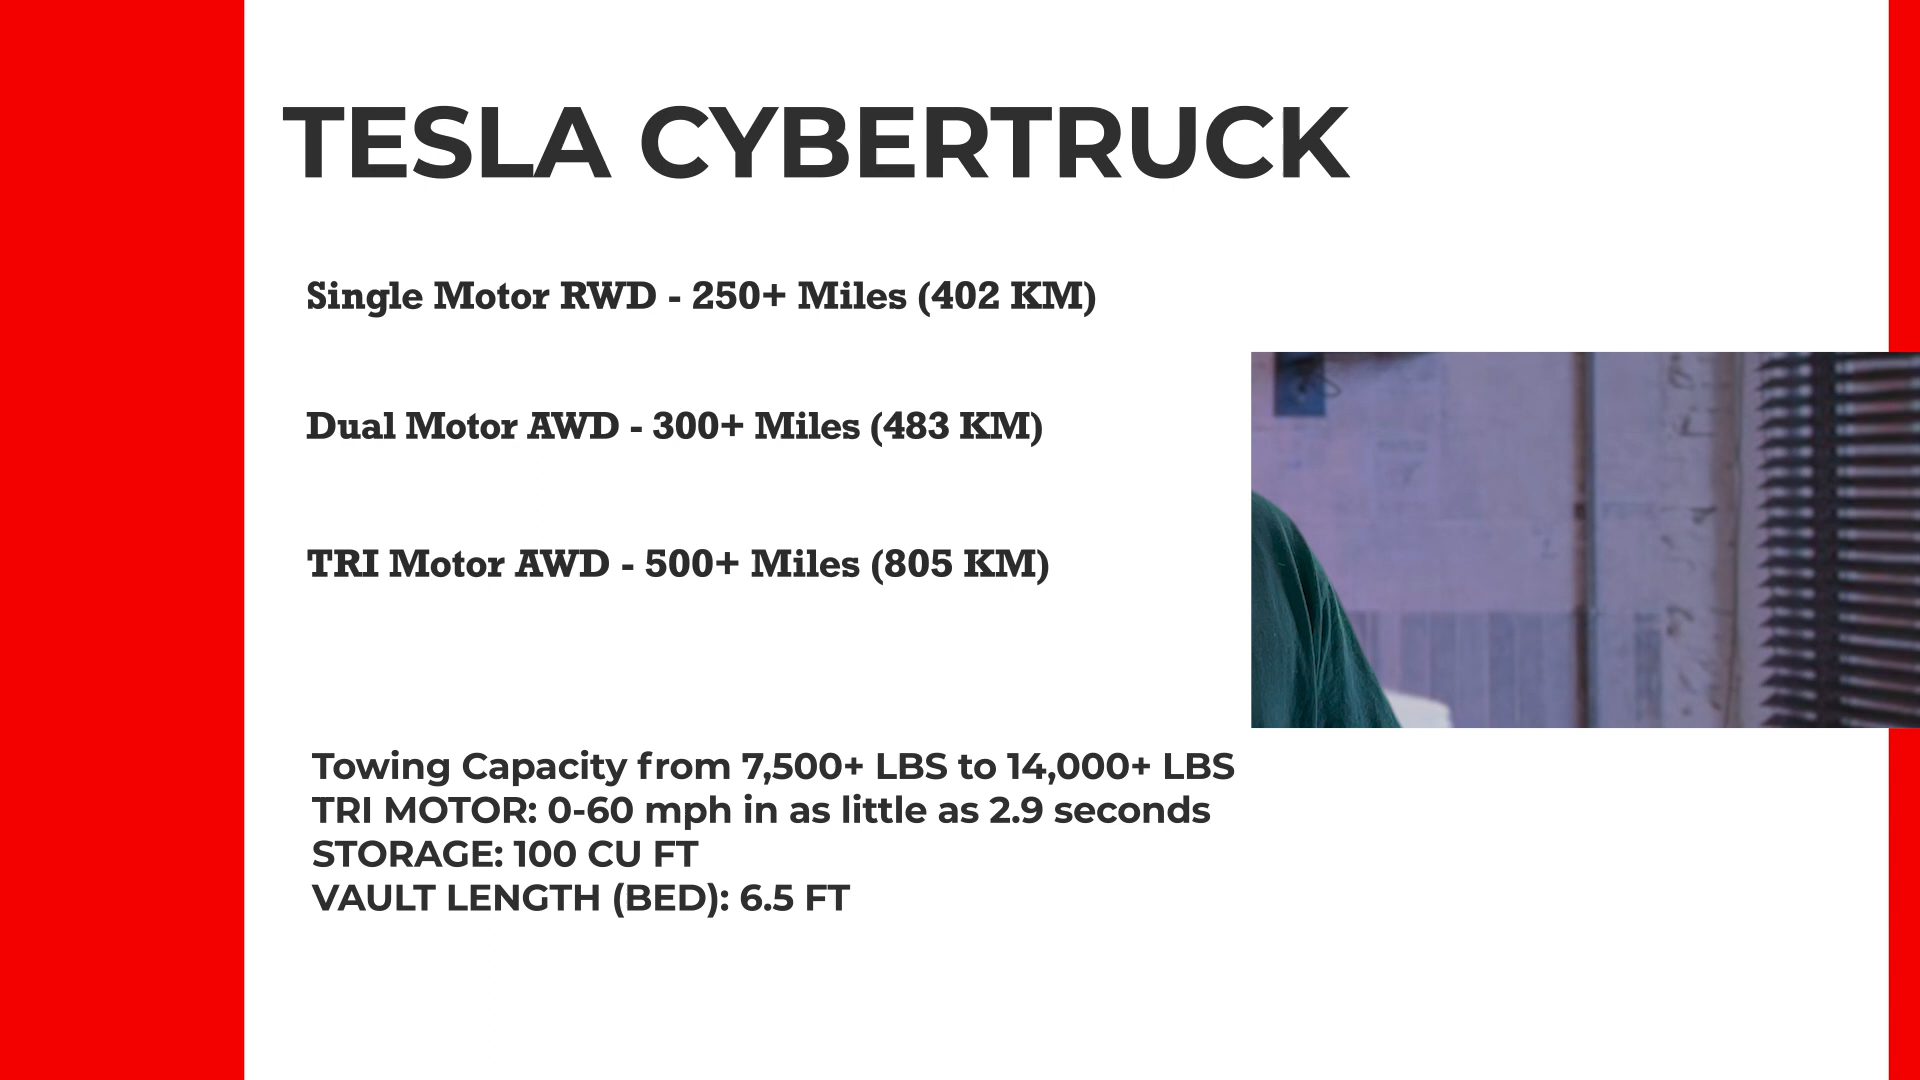 TESLA CYBERTRUCK
Single Motor RWD - 250+ Miles (402 KM)
Dual Motor AWD - 300+ Miles (483 KM)
TRI Motor AWD - 500+ Miles (805 KM)
Towing Capacity from 7,500+ LBS to 14,000+ LBS
TRI MOTOR: 0-60 mph in as little as 2.9 seconds
STORAGE: 100 CU FT
VAULT LENGTH (BED): 6.5 FT